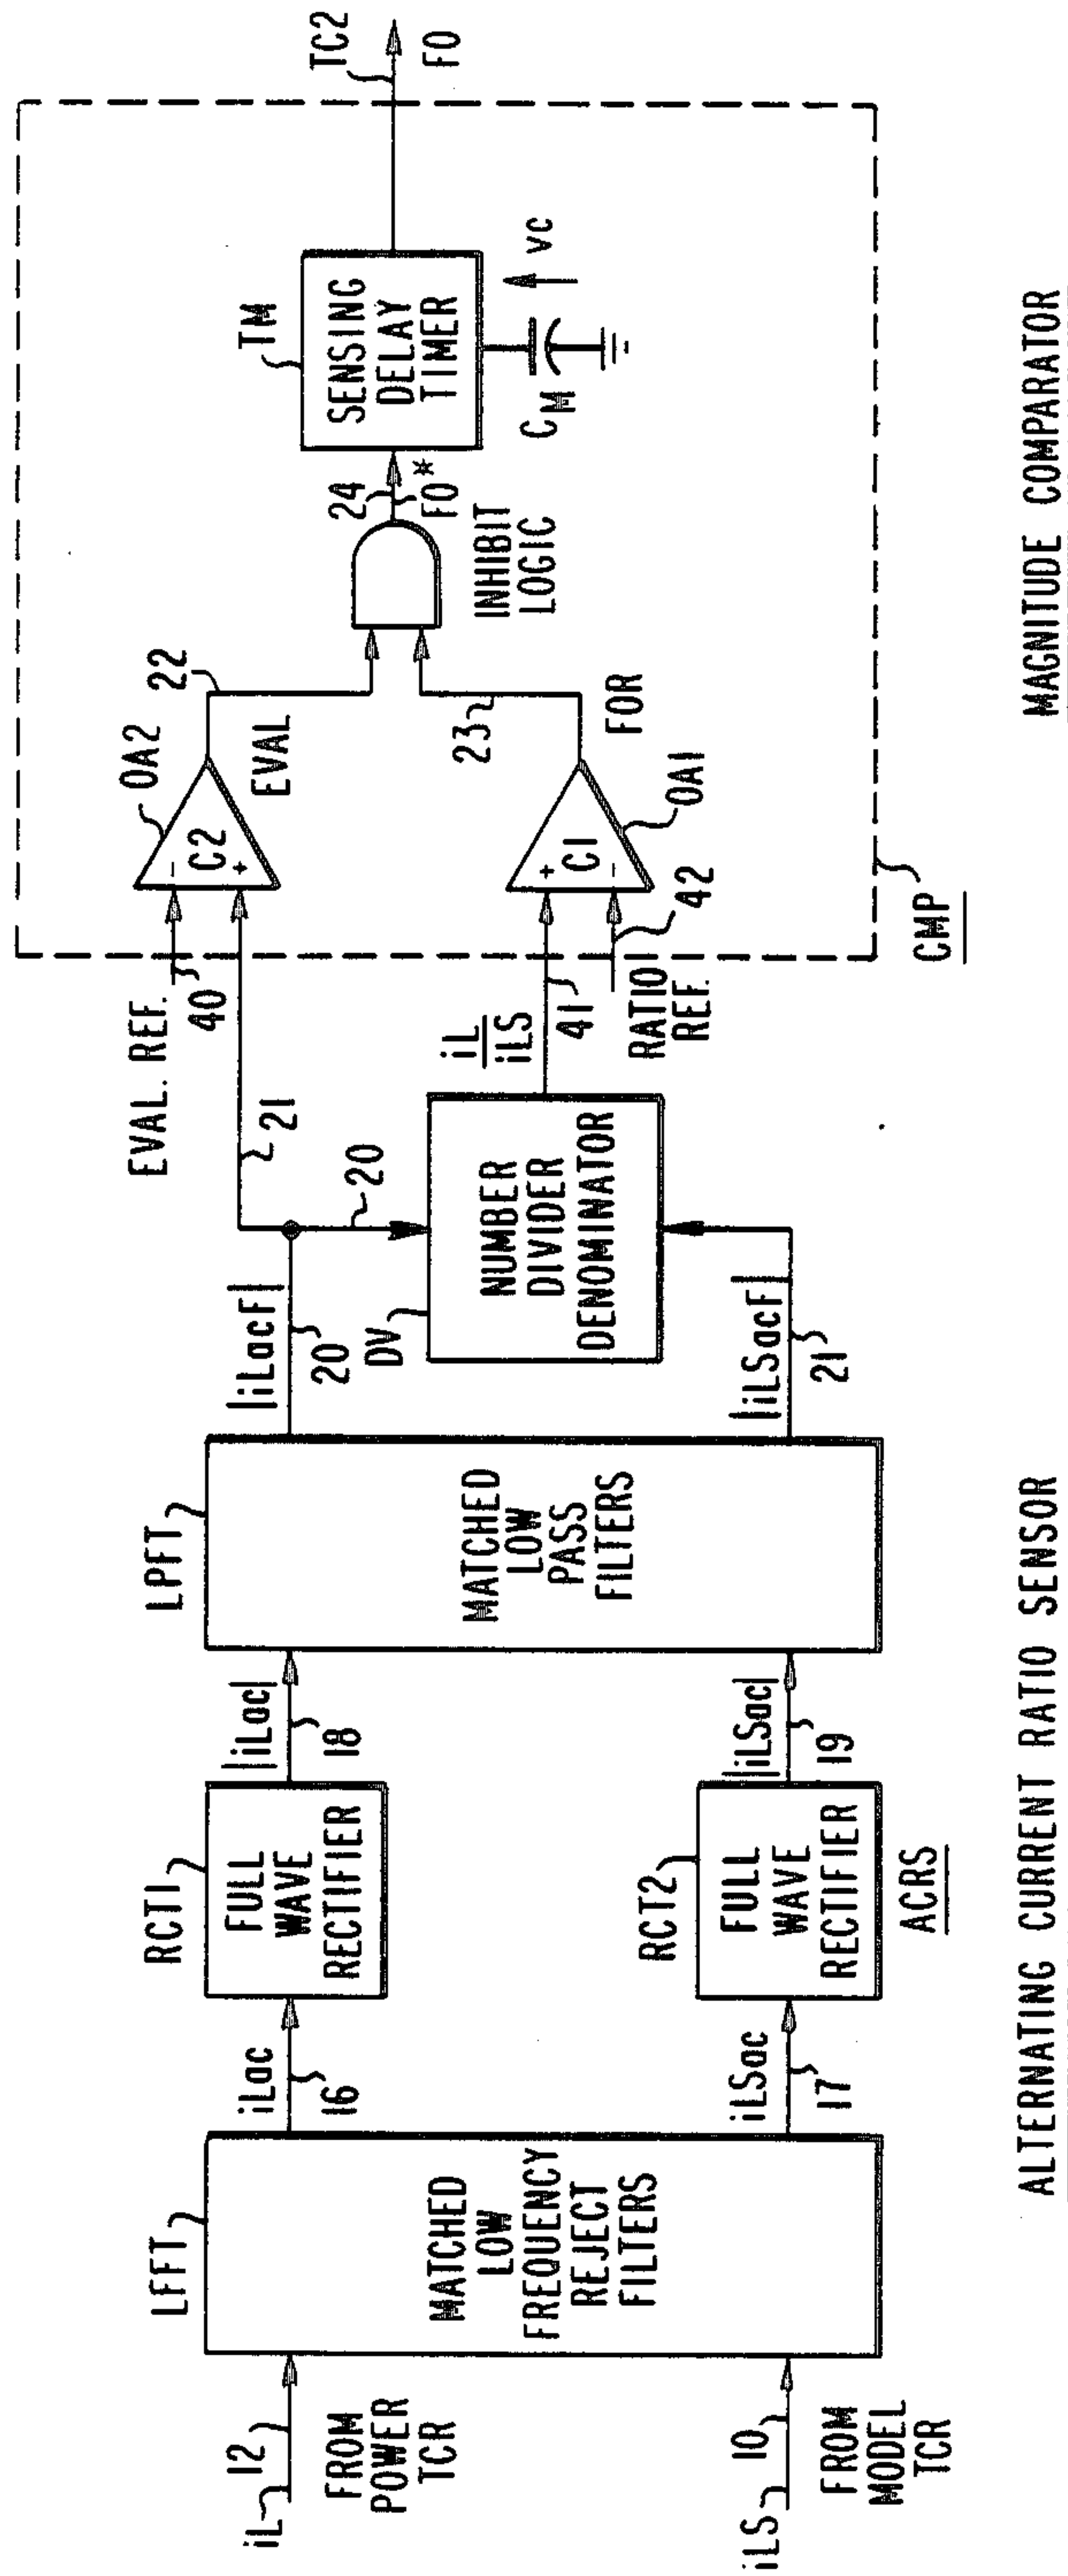 iL
12
FROM
POWER
TCR
iLS
10
FROM
MODEL
TCR
LFFT
MATCHED
LOW
FREQUENCY
REJECT
FILTERS
iLac
16
iLSac
17
RCT1
FULL
WAVE
RECTIFIER
RCT2
FULL
WAVE
RECTIFIER
ACRS
|iLac|
18
|iLSac|
19
LPFT
MATCHED
LOW
PASS
FILTERS
|iLacF|
20
|iLSacF|
21
DV
NUMBER
DIVIDER
DENOMINATOR
20
21
EVAL. REF.
40
iL
iLS
41
RATIO
REF.
42
CMP
OA2
C2
-
+
EVAL
22
C1
+
-
OA1
FOR
23
INHIBIT
LOGIC
24
FO*
TM
SENSING
DELAY
TIMER
CM
vc
TC2
FO
ALTERNATING CURRENT RATIO SENSOR
MAGNITUDE COMPARATOR